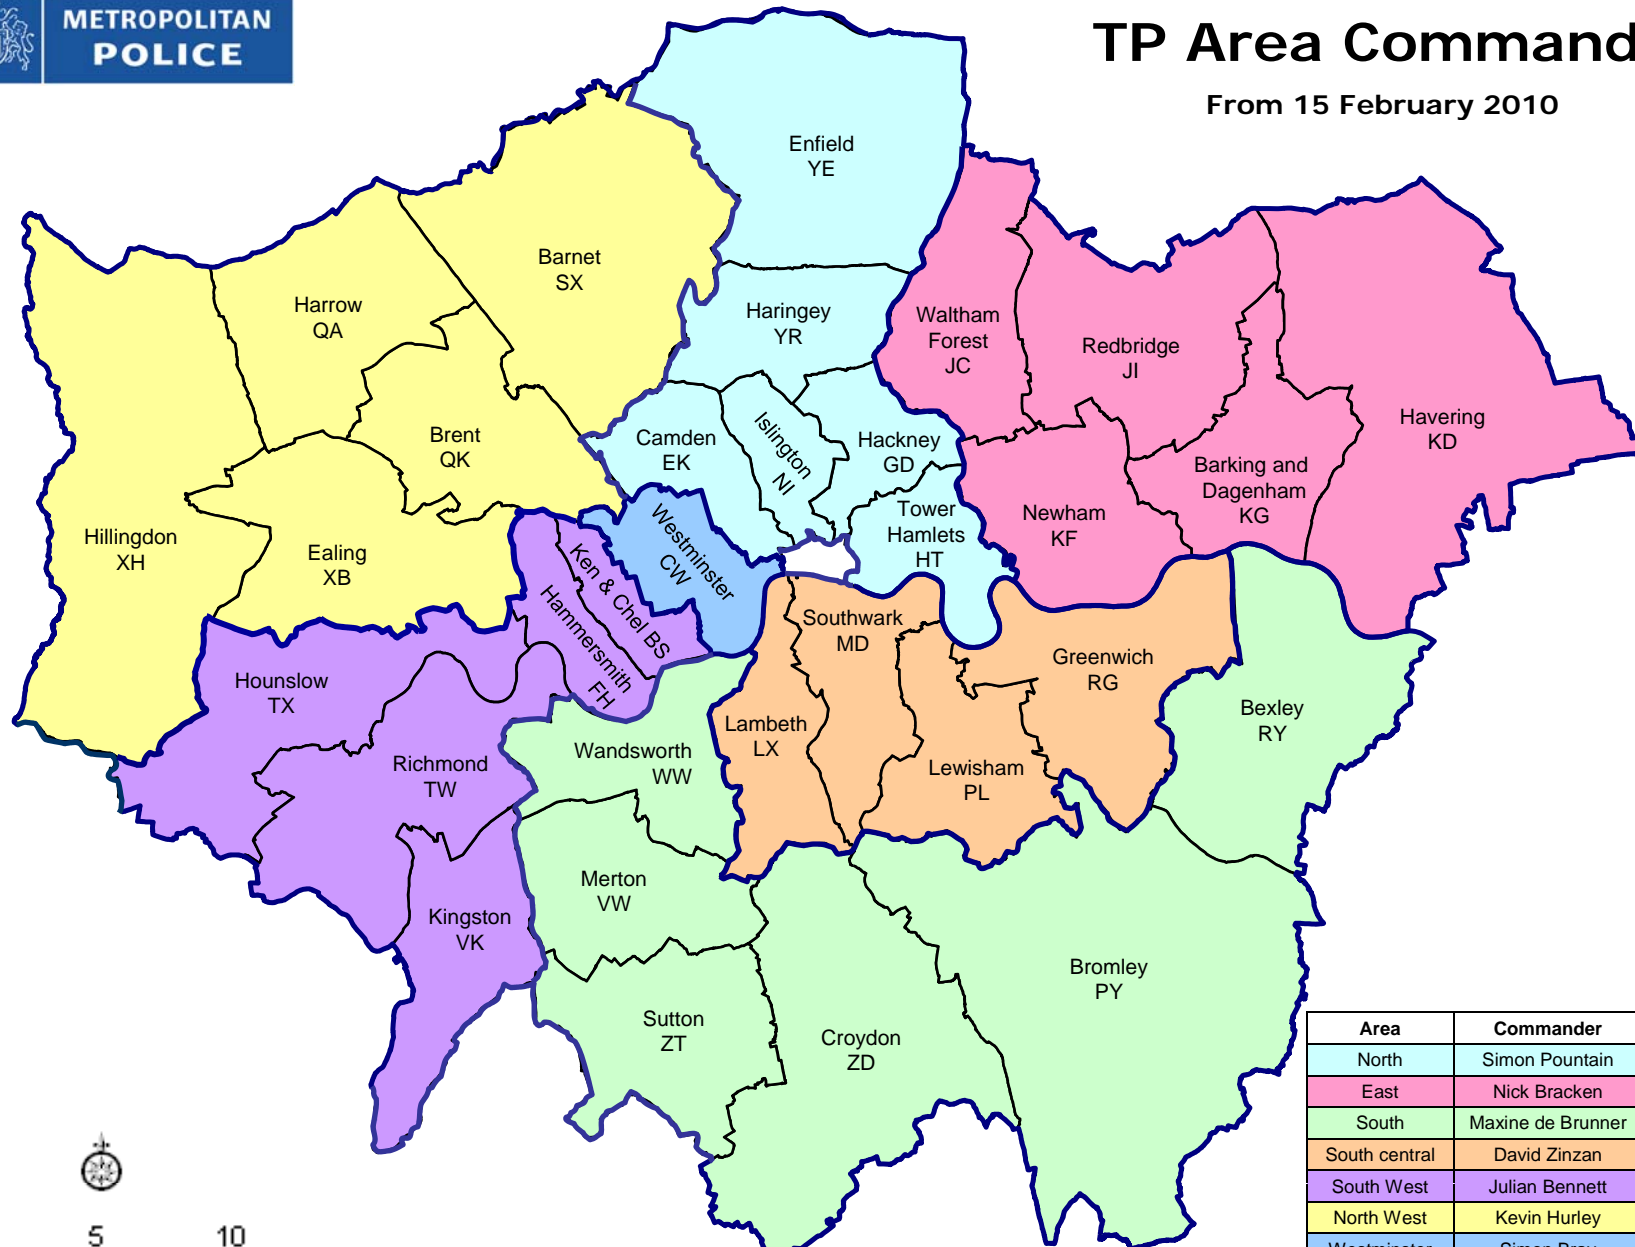 METROPOLITAN
POLICE
TP Area Command
From 15 February 2010
Enfield
YE
Barnet
SX
Harrow
QA
Haringey
YR
Waltham
Forest
JC
Redbridge
JI
Havering
KD
Brent
QK
Camden
EK
Islington
NI
Hackney
GD
Barking and
Dagenham
KG
Hillingdon
XH
Ealing
XB
Westminster
CW
Tower
Hamlets
HT
Newham
KF
Ken & Chel BS
Hammersmith
FH
Southwark
MD
Greenwich
RG
Hounslow
TX
Bexley
RY
Richmond
TW
Wandsworth
WW
Lambeth
LX
Lewisham
PL
Merton
VW
Kingston
VK
Bromley
PY
Sutton
ZT
Croydon
ZD
Area Commander
North Simon Pountain
East Nick Bracken
South Maxine de Brunner
South central David Zinzan
South West Julian Bennett
North West Kevin Hurley
Westminster Simon Bray
5 10